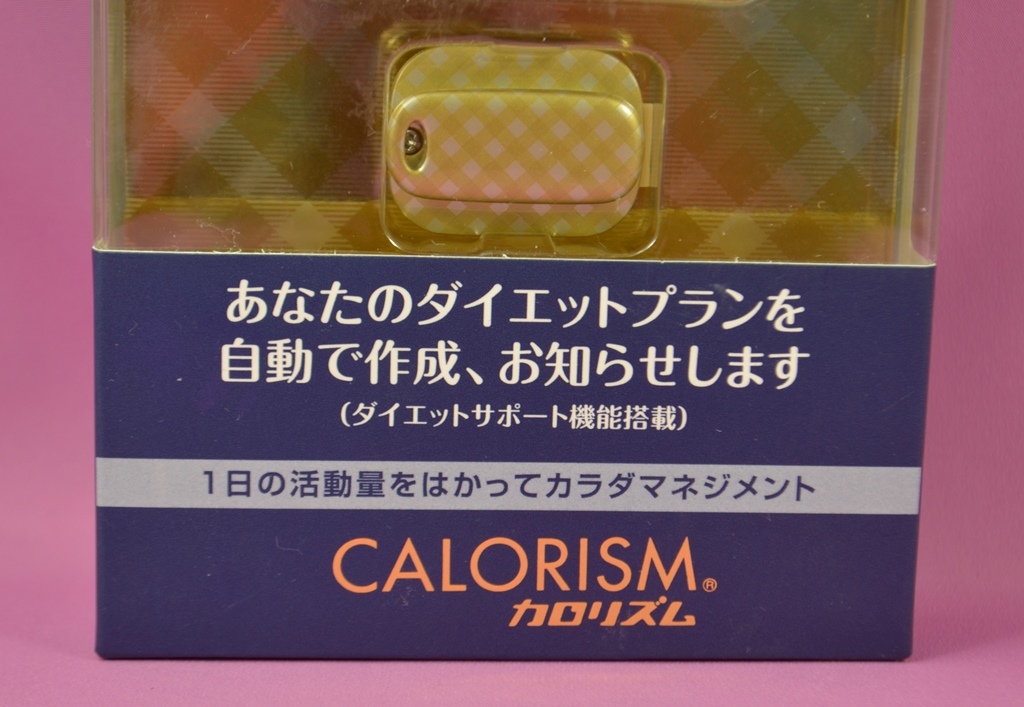 あなたのダイエットプランを
自動で作成、お知らせします
(ダイエットサポート機能搭載)
1日の活動量をはかってカラダマネジメント
CALORISM®
カロリズム